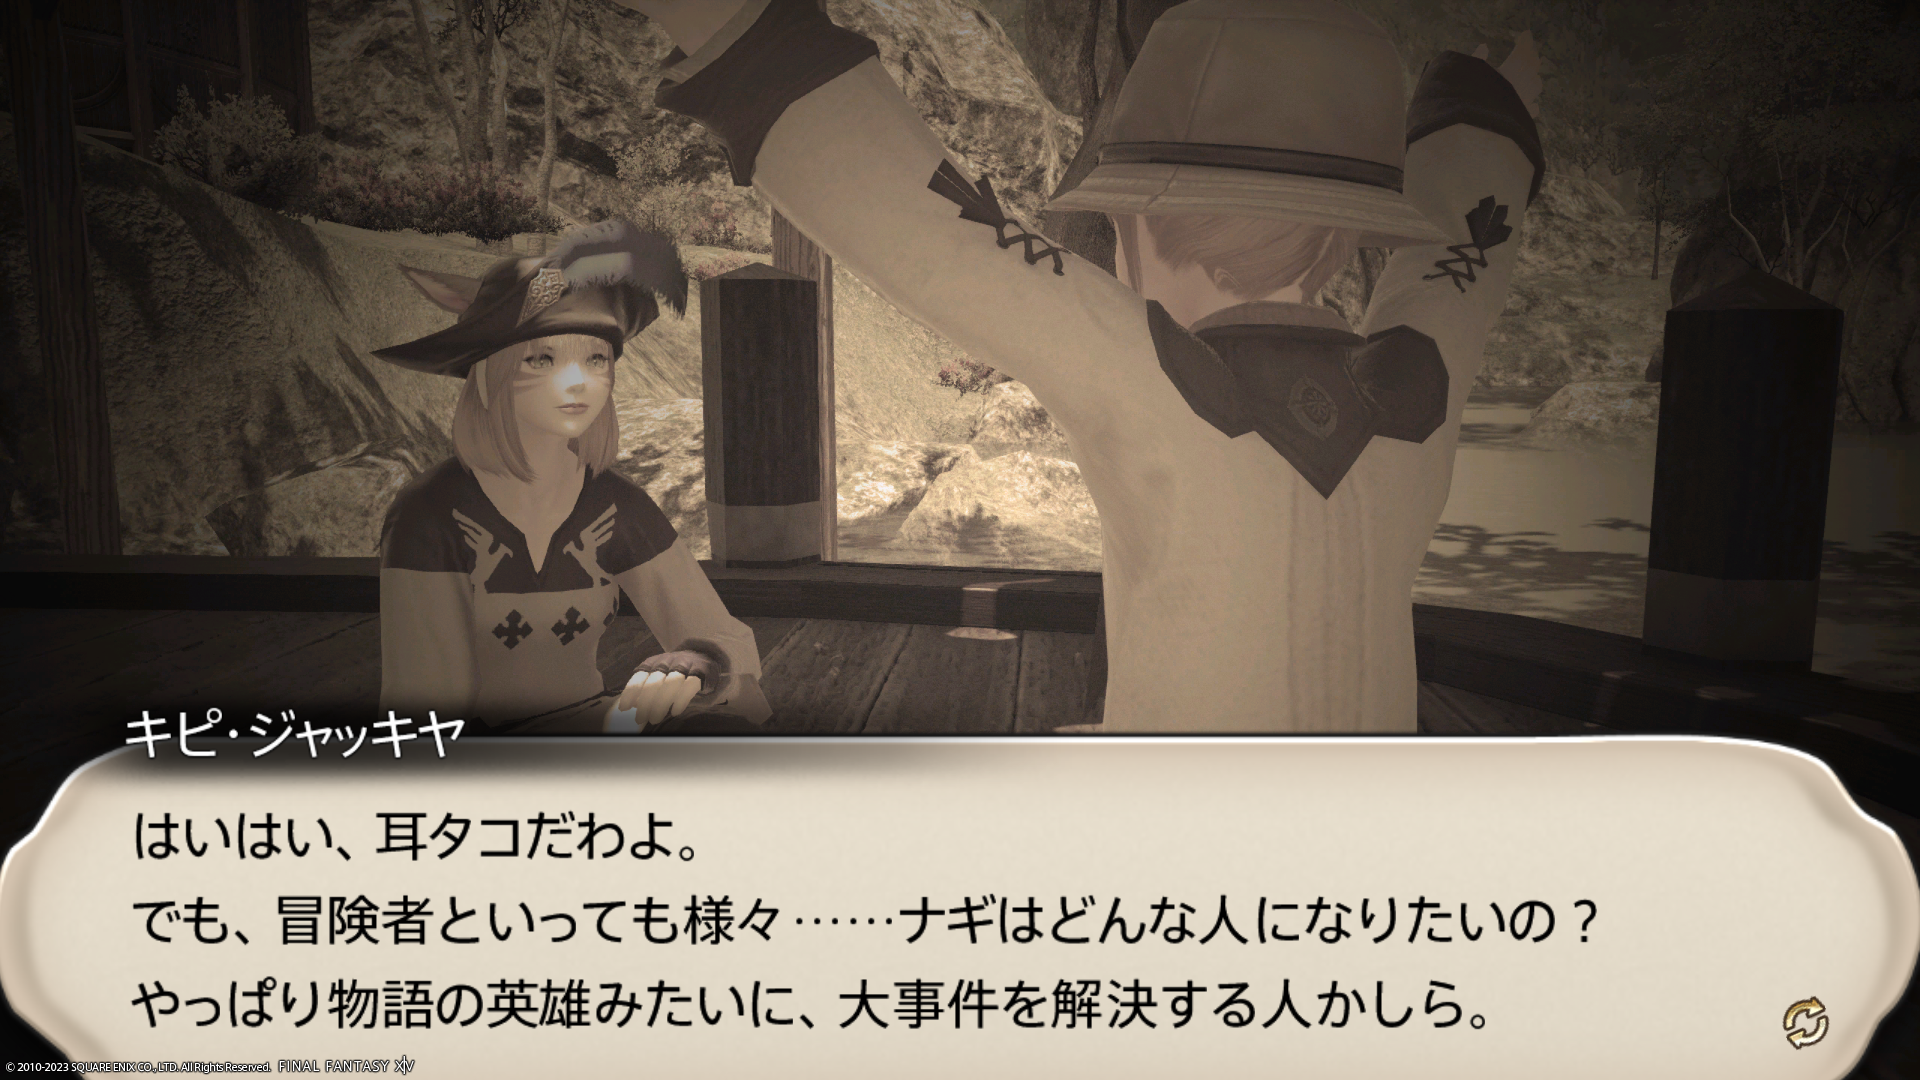 キピ・ジャッキヤ
はいはい、耳タコだわよ。
でも、冒険者といっても様々……ナギはどんな人になりたいの？
やっぱり物語の英雄みたいに、大事件を解決する人かしら。
© 2010-2023 SQUARE ENIX CO., LTD. All Rights Reserved. FINAL FANTASY XIV